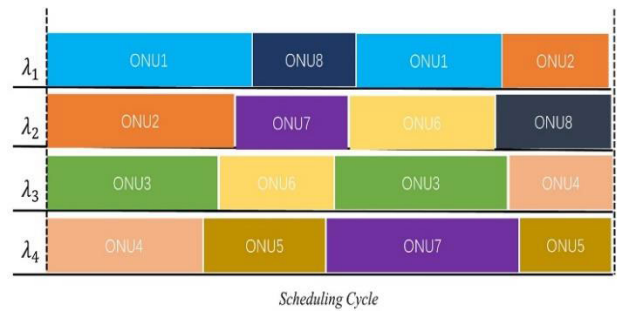 λ1 ONU1 ONU8 ONU1 ONU2
λ2 ONU2 ONU7 ONU6 ONU8
λ3 ONU3 ONU6 ONU3 ONU4
λ4 ONU4 ONU5 ONU7 ONU5
Scheduling Cycle